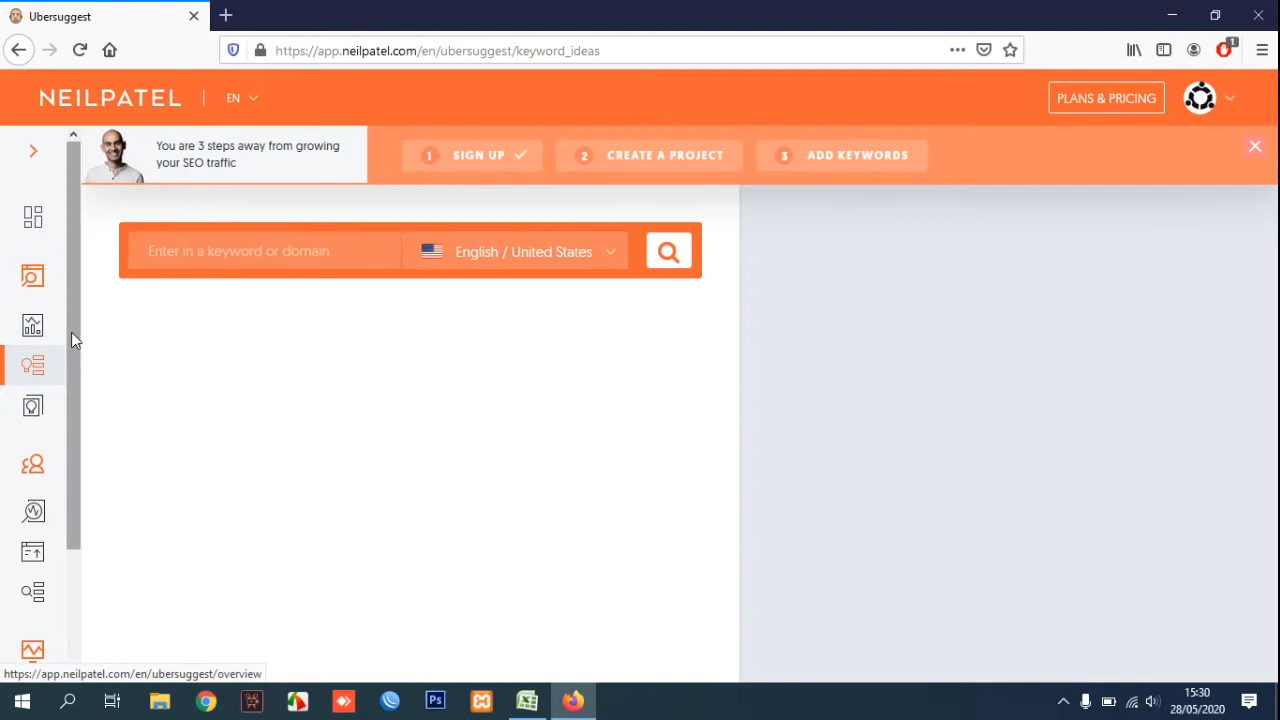 Ubersuggest
https://app.neilpatel.com/en/ubersuggest/keyword_ideas
1
NEILPATEL
EN
PLANS & PRICING
You are 3 steps away from growing
your SEO traffic
1 SIGN UP
2 CREATE A PROJECT
3 ADD KEYWORDS
Enter in a keyword or domain
English / United States
https://app.neilpatel.com/en/ubersuggest/overview
Ps
15:30
28/05/2020